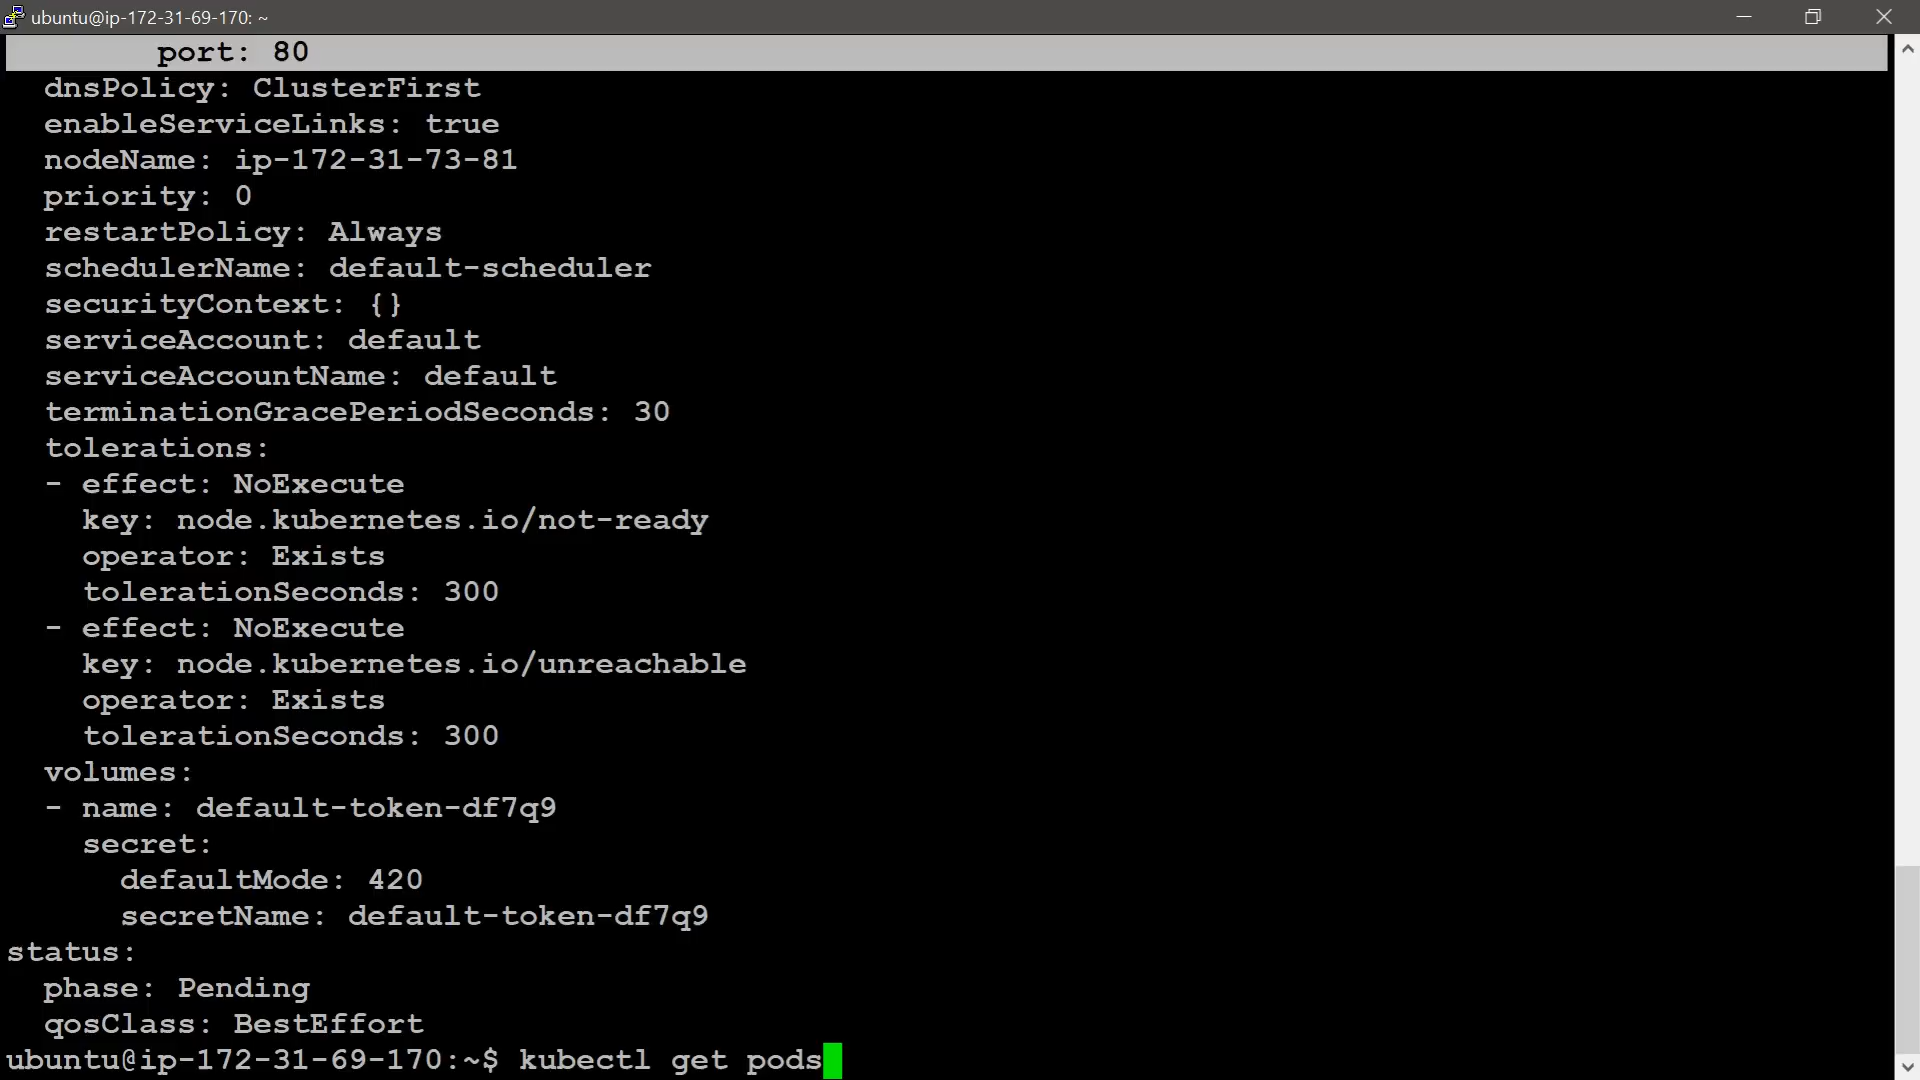 ubuntu@ip-172-31-69-170: ~
port: 80
dnsPolicy: ClusterFirst
enableServiceLinks: true
nodeName: ip-172-31-73-81
priority: 0
restartPolicy: Always
schedulerName: default-scheduler
securityContext: {}
serviceAccount: default
serviceAccountName: default
terminationGracePeriodSeconds: 30
tolerations:
- effect: NoExecute
key: node.kubernetes.io/not-ready
operator: Exists
tolerationSeconds: 300
- effect: NoExecute
key: node.kubernetes.io/unreachable
operator: Exists
tolerationSeconds: 300
volumes:
- name: default-token-df7q9
secret:
defaultMode: 420
secretName: default-token-df7q9
status:
phase: Pending
qosClass: BestEffort
ubuntu@ip-172-31-69-170:~$ kubectl get pods